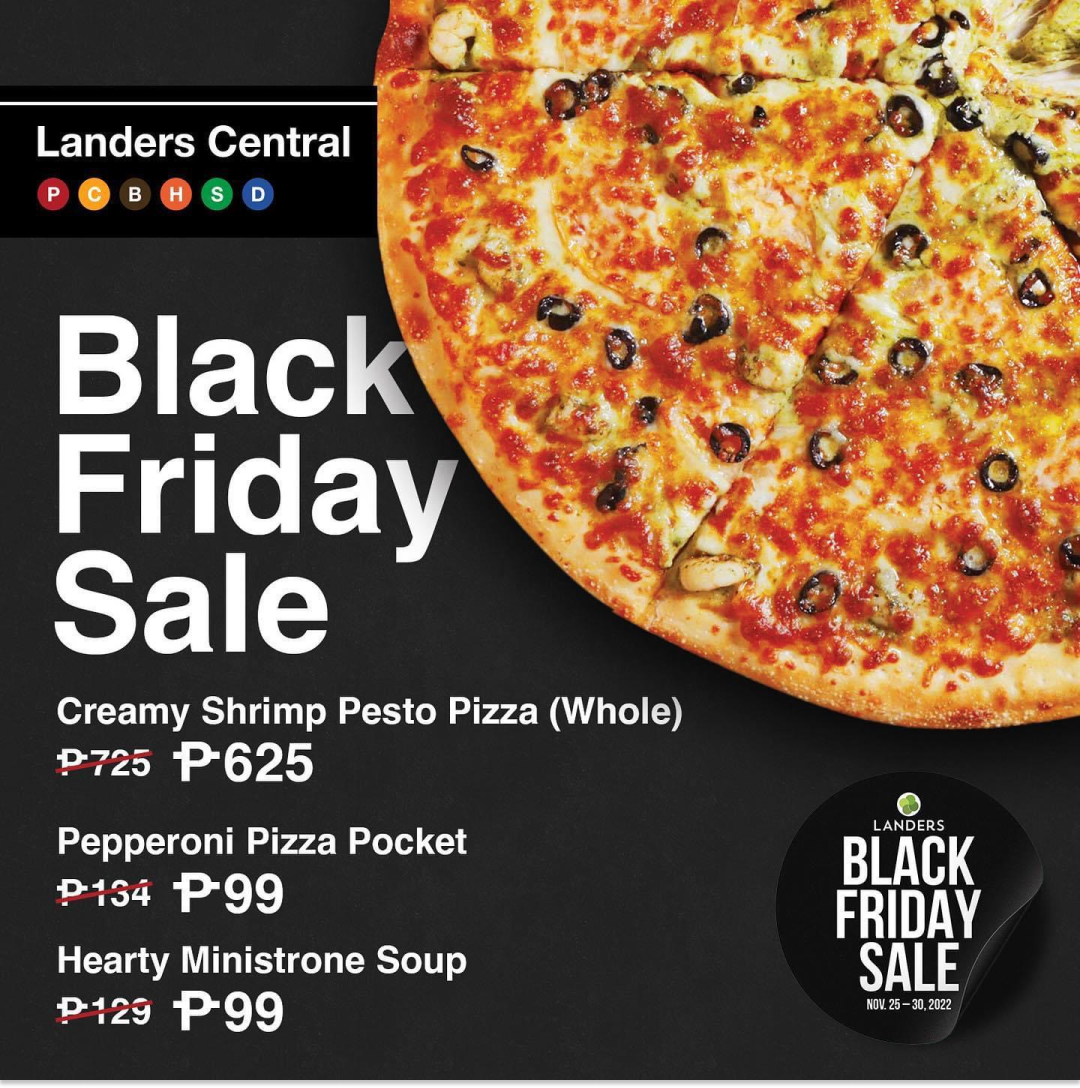 Landers Central
P C B H S D
Black
Friday
Sale
Creamy Shrimp Pesto Pizza (Whole)
₱725 ₱625
Pepperoni Pizza Pocket
₱134 ₱99
Hearty Ministrone Soup
₱129 ₱99
LANDERS
BLACK
FRIDAY
SALE
NOV. 25 – 30, 2022